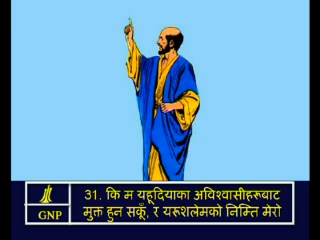 31. कि म यहूदियाका अविश्वासीहरूबाट
मुक्त हुन सकूँ, र यरूशलेमको निम्ति मेरो
GNP